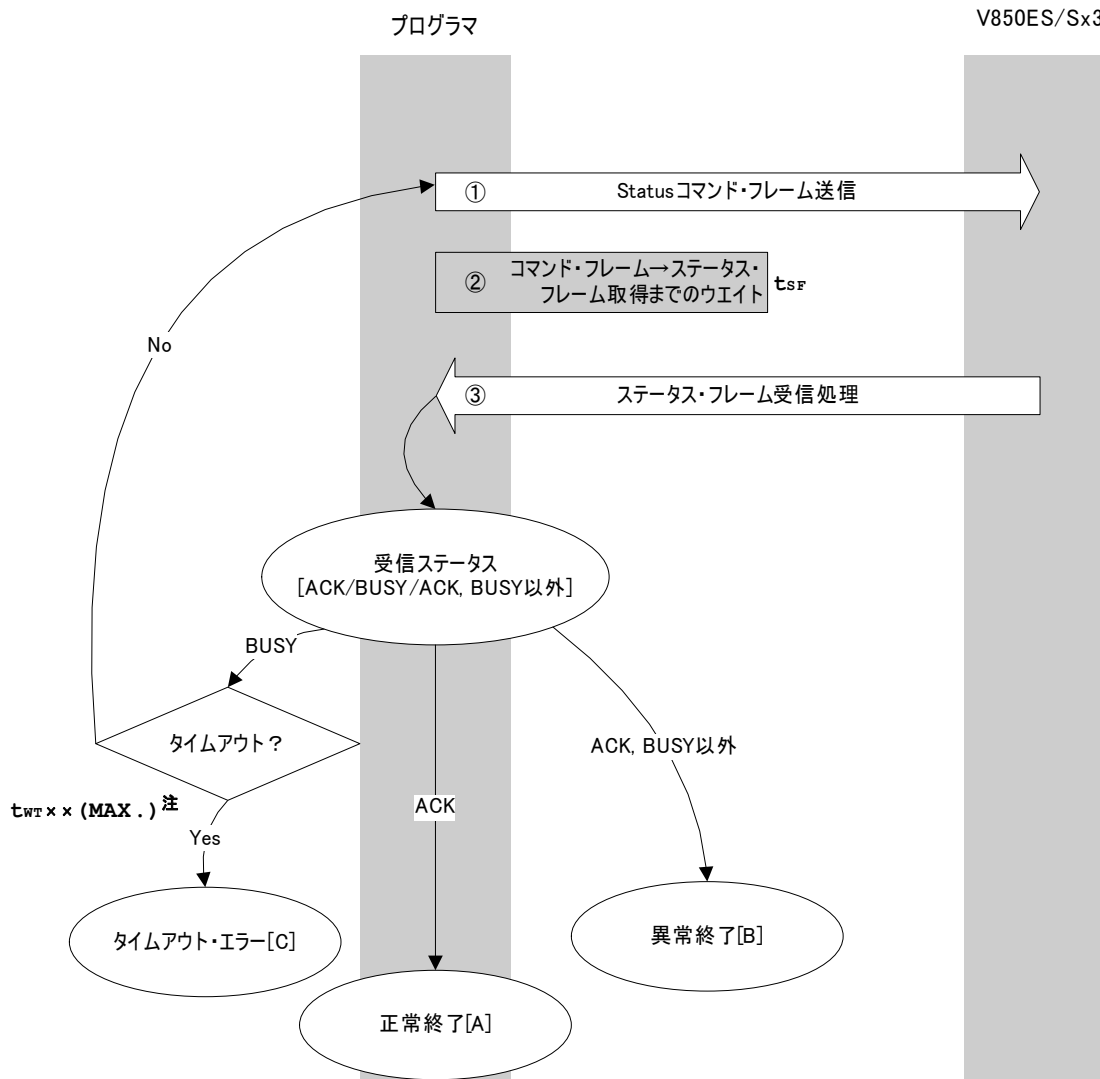 プログラマ
V850ES/Sx3
① Statusコマンド・フレーム送信
② コマンド・フレーム→ステータス・
フレーム取得までのウエイト
tSF
No
③ ステータス・フレーム受信処理
受信ステータス
[ACK/BUSY/ACK, BUSY以外]
BUSY
タイムアウト？
ACK, BUSY以外
tWT××(MAX.)注
ACK
Yes
タイムアウト・エラー[C]
異常終了[B]
正常終了[A]